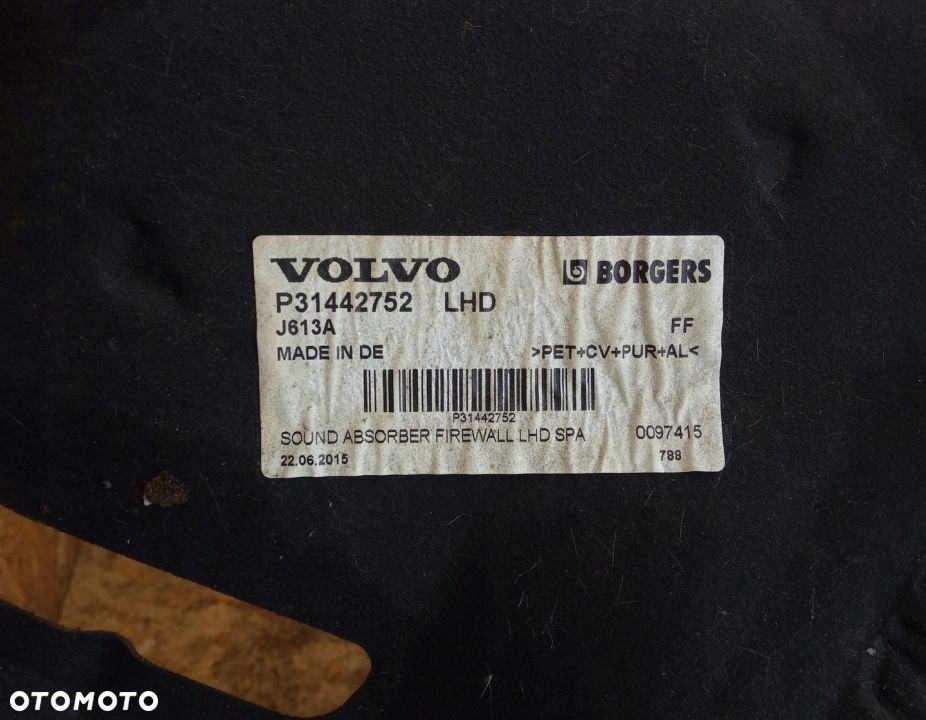 VOLVO BORGERS
P31442752 LHD
J613A FF
MADE IN DE >PET+CV+PUR+AL<
P31442752
SOUND ABSORBER FIREWALL LHD SPA 0097415
22.06.2015 788
OTOMOTO